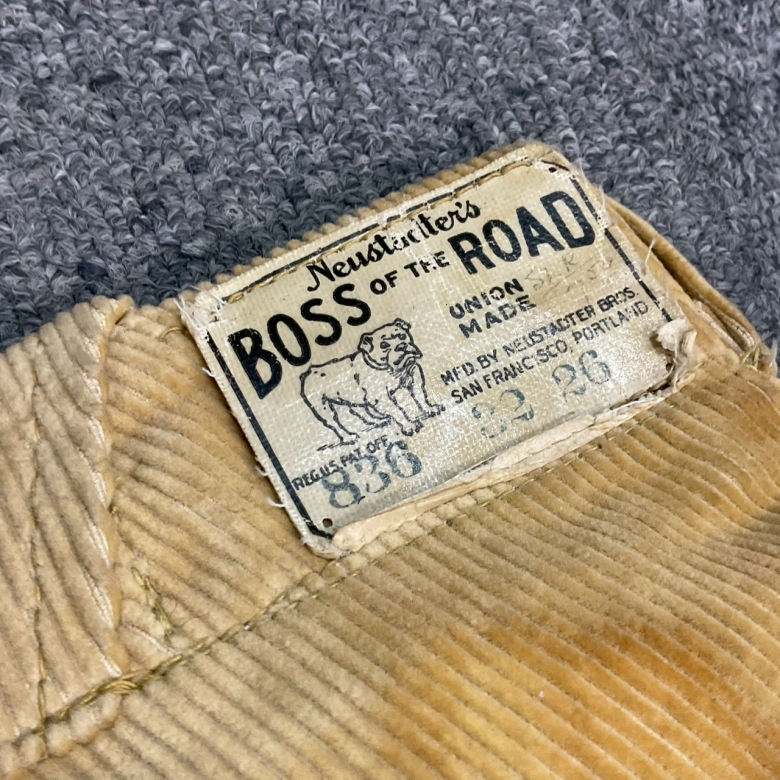 Neustadter's
BOSS OF THE ROAD
UNION
MADE
MFD. BY NEUSTADTER BROS.
SAN FRANCISCO, PORTLAND
REG. U.S. PAT. OFF.
836 32 26